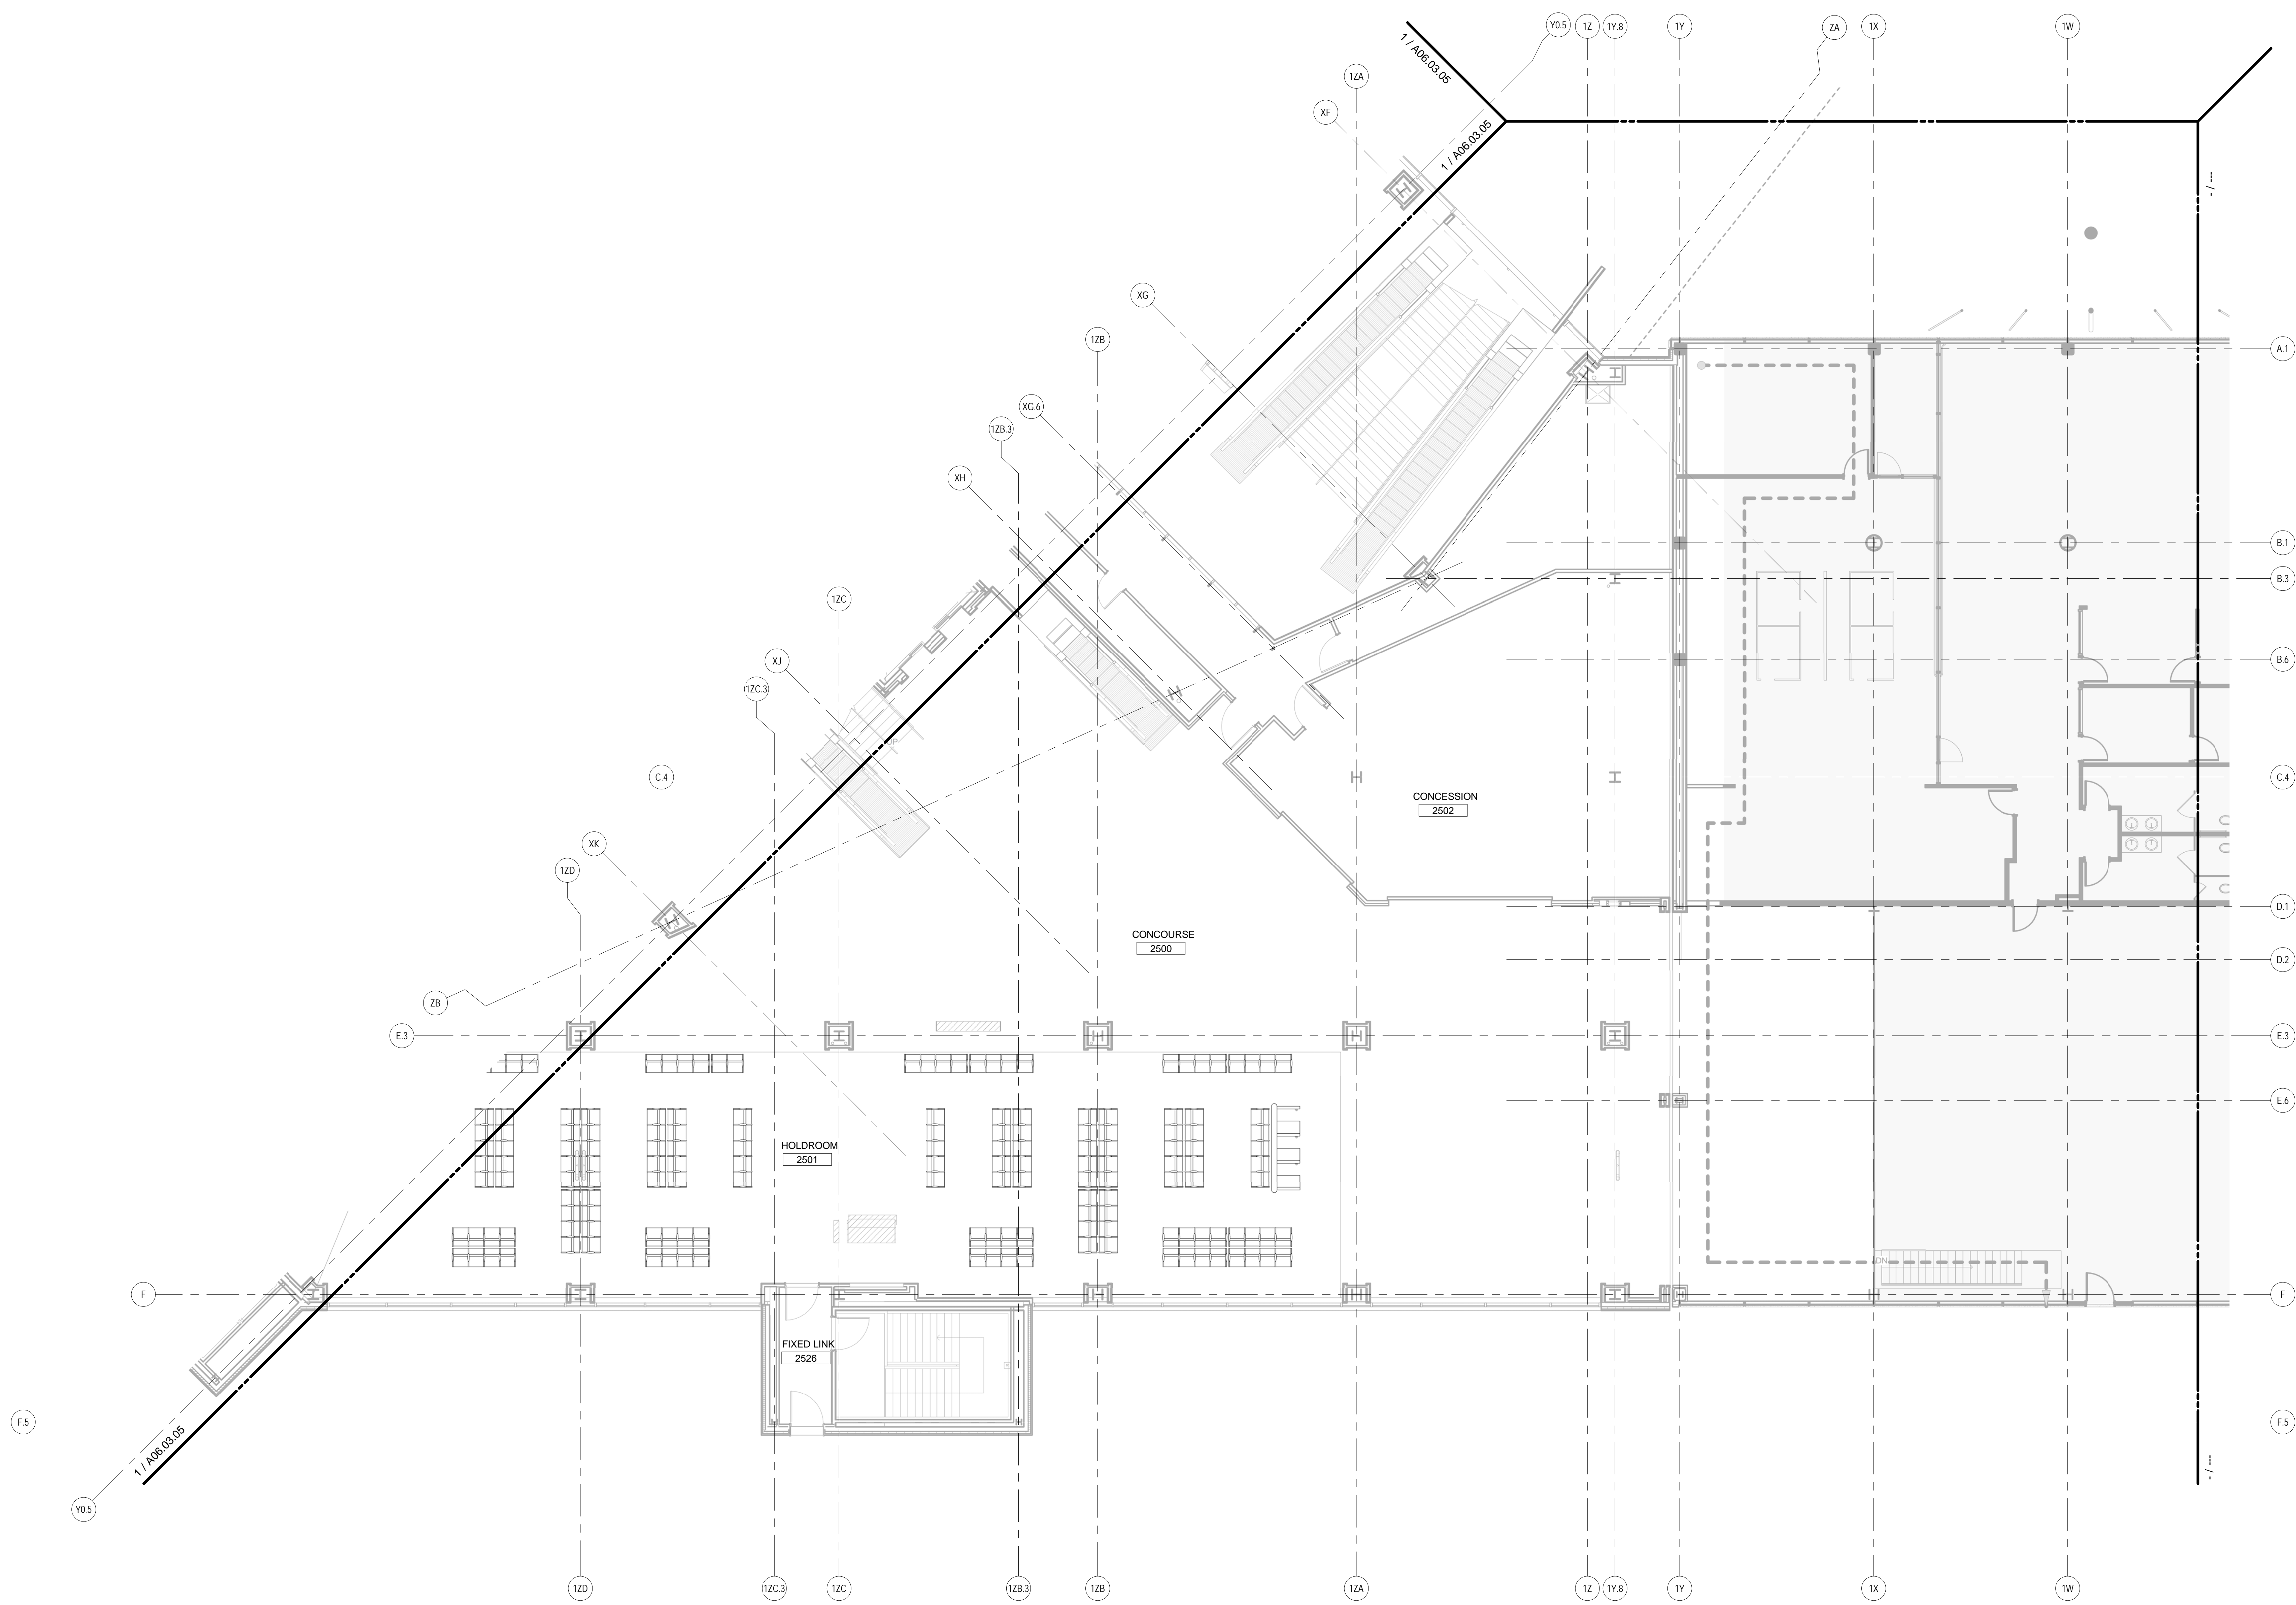 Y0.5
1Z
1Y.8
1Y
ZA
1X
1W
1 / A06.03.05
1ZA
XF
1 / A06.03.05
- / ---
XG
1ZB
A.1
XG.6
1ZB.3
XH
B.1
B.3
1ZC
XJ
B.6
1ZC.3
UP
C.4
C.4
CONCESSION
2502
XK
1ZD
D.1
CONCOURSE
2500
D.2
ZB
E.3
E.3
E.6
HOLDROOM
2501
DN
F
F
FIXED LINK
2526
F.5
F.5
1 / A06.03.05
- / ---
Y0.5
1ZD
1ZC.3
1ZC
1ZB.3
1ZB
1ZA
1Z
1Y.8
1Y
1X
1W